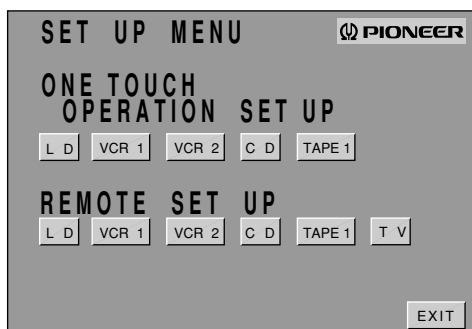 SET UP MENU PIONEER
ONE TOUCH
OPERATION SET UP
L D VCR 1 VCR 2 C D TAPE 1
REMOTE SET UP
L D VCR 1 VCR 2 C D TAPE 1 T V
EXIT